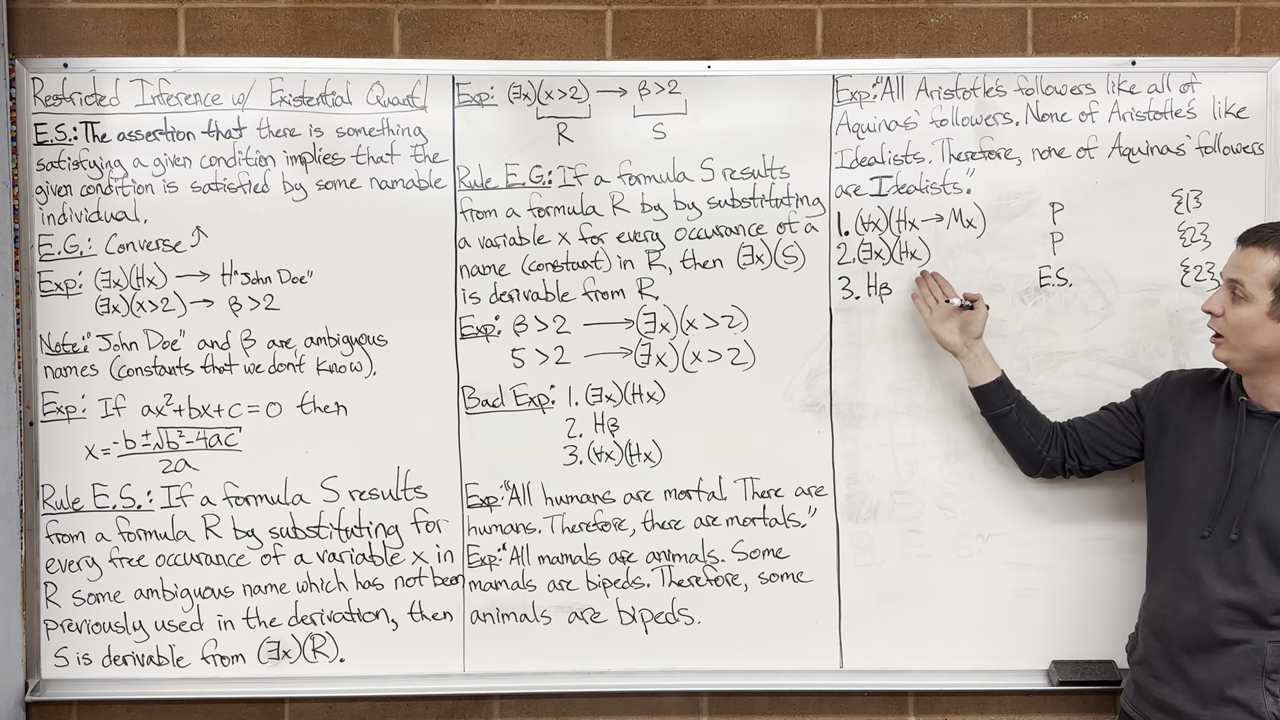 Restricted Inference w/ Existential Quant.
E.S.: The assertion that there is something
satisfying a given condition implies that the
given condition is satisfied by some namable
individual.
E.G.: Converse ↑
Exp: (∃x)(Hx) → H"John Doe"
(∃x)(x>2) → β>2
Note: "John Doe" and β are ambiguous
names (constants that we don't know).
Exp: If ax²+bx+c=0 then
x = -b±√b²-4ac
2a
Rule E.S.: If a formula S results
from a formula R by substituting for
every free occurance of a variable x in
R some ambiguous name which has not been
previously used in the derivation, then
S is derivable from (∃x)(R).
Exp: (∃x)(x>2) → β>2
R S
Rule E.G.: If a formula S results
from a formula R by by substituting
a variable x for every occurance of a
name (constant) in R, then (∃x)(S)
is derivable from R.
Exp: β>2 → (∃x)(x>2)
5>2 → (∃x)(x>2)
Bad Exp: 1. (∃x)(Hx)
2. Hβ
3. (∀x)(Hx)
Exp: "All humans are mortal. There are
humans. Therefore, there are mortals."
Exp: "All mamals are animals. Some
mamals are bipeds. Therefore, some
animals are bipeds.
Exp: "All Aristotle's followers like all of
Aquinas' followers. None of Aristotle's like
Idealists. Therefore, none of Aquinas' followers
are Idealists."
1. (∀x)(Hx → Mx) P {1}
2. (∃x)(Hx) P {2}
3. Hβ E.S. {2}